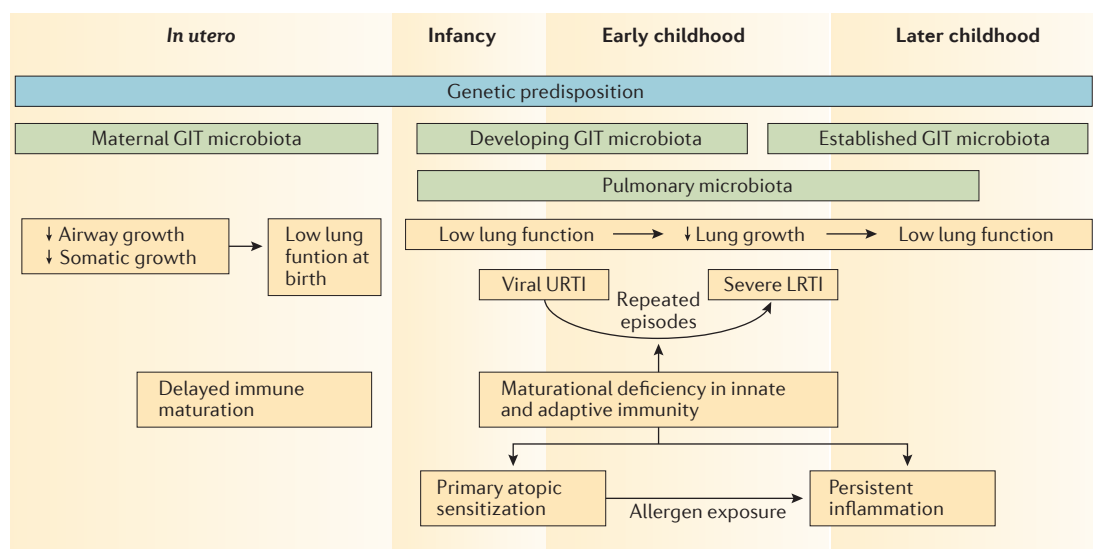 In utero
Infancy
Early childhood
Later childhood
Genetic predisposition
Maternal GIT microbiota
Developing GIT microbiota
Established GIT microbiota
Pulmonary microbiota
↓ Airway growth
↓ Somatic growth
Low lung
funtion at
birth
Low lung function
↓ Lung growth
Low lung function
Viral URTI
Severe LRTI
Repeated
episodes
Delayed immune
maturation
Maturational deficiency in innate
and adaptive immunity
Primary atopic
sensitization
Allergen exposure
Persistent
inflammation